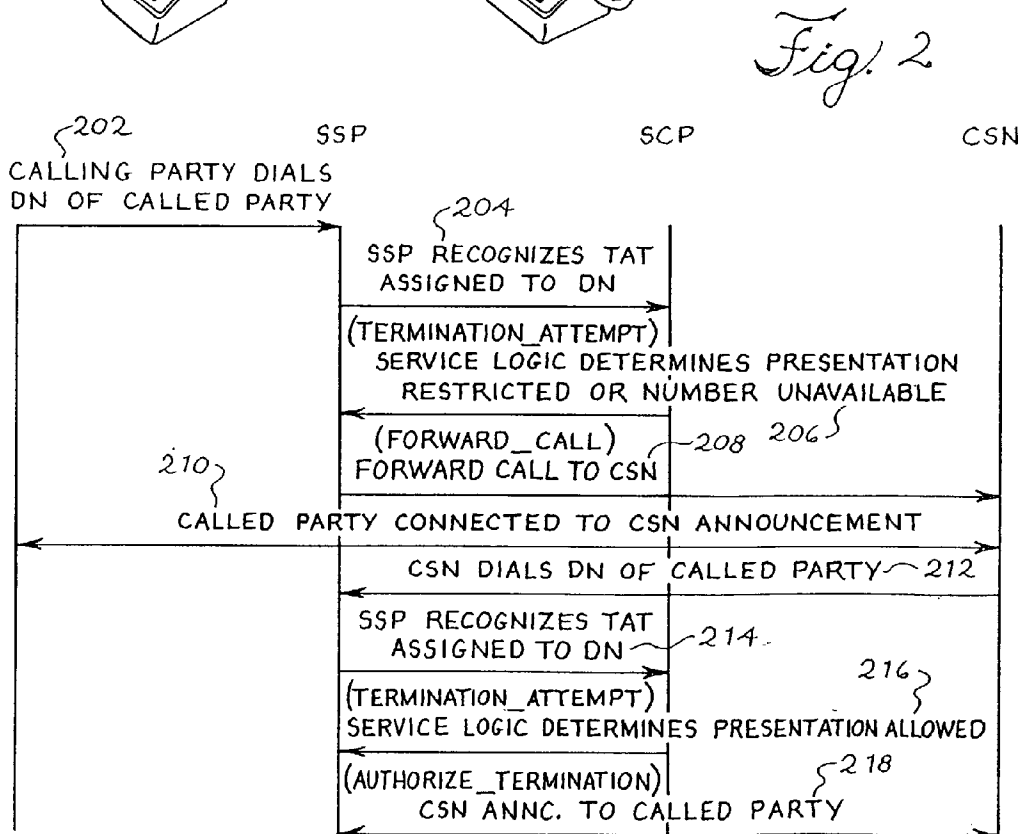 Fig. 2
202 SSP SCP CSN
CALLING PARTY DIALS
DN OF CALLED PARTY
204
SSP RECOGNIZES TAT
ASSIGNED TO DN
(TERMINATION_ATTEMPT)
SERVICE LOGIC DETERMINES PRESENTATION
RESTRICTED OR NUMBER UNAVAILABLE
206
(FORWARD_CALL)
208
FORWARD CALL TO CSN
210
CALLED PARTY CONNECTED TO CSN ANNOUNCEMENT
CSN DIALS DN OF CALLED PARTY 212
SSP RECOGNIZES TAT
ASSIGNED TO DN 214
216
(TERMINATION_ATTEMPT)
SERVICE LOGIC DETERMINES PRESENTATION ALLOWED
(AUTHORIZE_TERMINATION) 218
CSN ANNC. TO CALLED PARTY